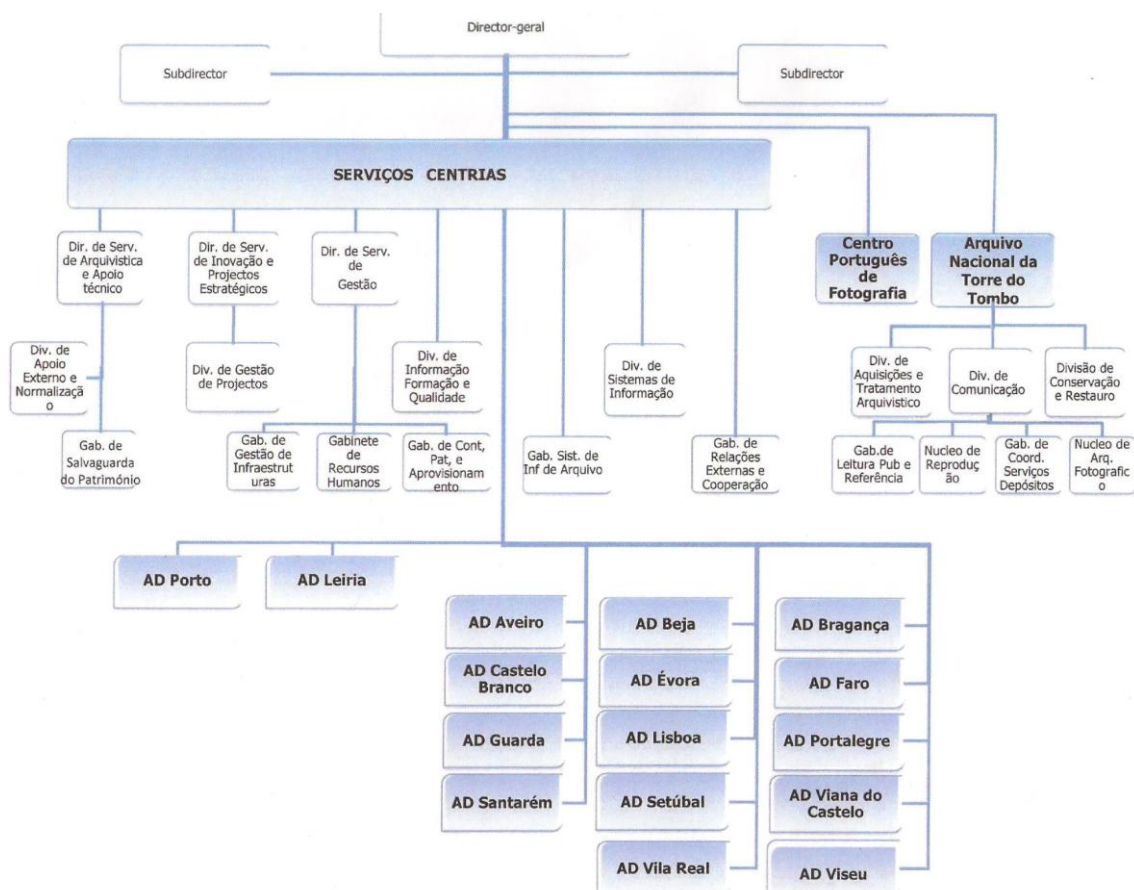 Director-geral
Subdirector
Subdirector
SERVIÇOS CENTRIAS
Dir. de Serv.
de Arquivistica
e Apoio
técnico
Dir. de Serv.
de Inovação e
Projectos
Estratégicos
Dir. de Serv.
de
Gestão
Centro
Português
de
Fotografia
Arquivo
Nacional da
Torre do
Tombo
Div. de
Apoio
Externo e
Normalizaçã
o
Div. de Gestão
de Projectos
Div. de
Informação
Formação e
Qualidade
Div. de
Sistemas de
Informação
Div. de
Aquisições e
Tratamento
Arquivistico
Div. de
Comunicação
Divisão de
Conservação
e Restauro
Gab. de
Salvaguarda
do Património
Gab. de
Gestão de
Infraestrut
uras
Gabinete
de
Recursos
Humanos
Gab. de Cont,
Pat, e
Aprovisionam
ento
Gab. Sist. de
Inf de Arquivo
Gab. de
Relações
Externas e
Cooperação
Gab.de
Leitura Pub e
Referência
Nucleo de
Reproduç
ão
Gab. de
Coord.
Serviços
Depósitos
Nucleo de
Arq.
Fotografic
o
AD Porto
AD Leiria
AD Aveiro
AD Beja
AD Bragança
AD Castelo
Branco
AD Évora
AD Faro
AD Guarda
AD Lisboa
AD Portalegre
AD Santarém
AD Setúbal
AD Viana do
Castelo
AD Vila Real
AD Viseu